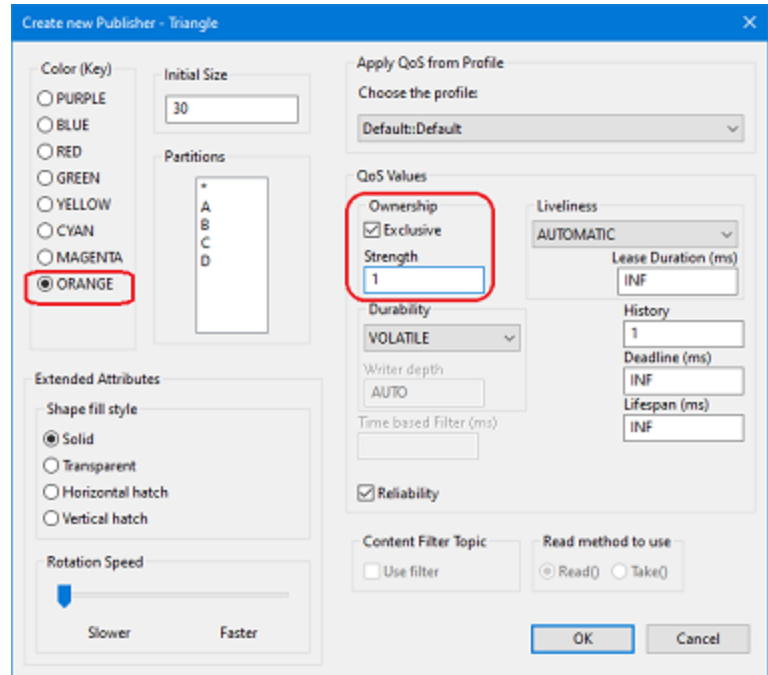 Create new Publisher - Triangle
Color (Key)
PURPLE
BLUE
RED
GREEN
YELLOW
CYAN
MAGENTA
ORANGE
Initial Size
30
Partitions
*
A
B
C
D
Extended Attributes
Shape fill style
Solid
Transparent
Horizontal hatch
Vertical hatch
Rotation Speed
Slower Faster
Apply QoS from Profile
Choose the profile:
Default::Default
QoS Values
Ownership
Exclusive
Strength
1
Durability
VOLATILE
Writer depth
AUTO
Time based Filter (ms)
Liveliness
AUTOMATIC
Lease Duration (ms)
INF
History
1
Deadline (ms)
INF
Lifespan (ms)
INF
Reliability
Content Filter Topic
Use filter
Read method to use
Read() Take()
OK Cancel